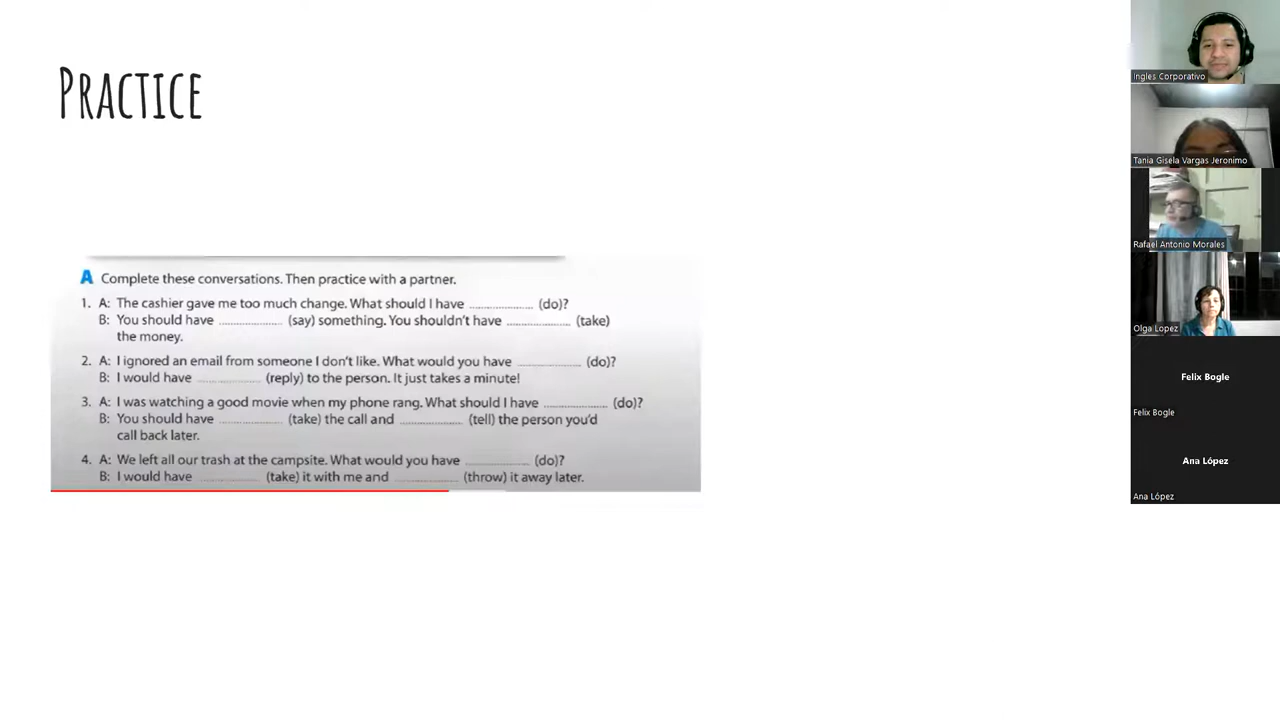 PRACTICE
A Complete these conversations. Then practice with a partner.
1. A: The cashier gave me too much change. What should I have .............. (do)?
B: You should have .............. (say) something. You shouldn't have .............. (take)
the money.
2. A: I ignored an email from someone I don't like. What would you have .............. (do)?
B: I would have .............. (reply) to the person. It just takes a minute!
3. A: I was watching a good movie when my phone rang. What should I have .............. (do)?
B: You should have .............. (take) the call and .............. (tell) the person you'd
call back later.
4. A: We left all our trash at the campsite. What would you have .............. (do)?
B: I would have .............. (take) it with me and .............. (throw) it away later.
Ingles Corporativo
Tania Gisela Vargas Jeronimo
Rafael Antonio Morales
Olga Lopez
Felix Bogle
Felix Bogle
Ana López
Ana López